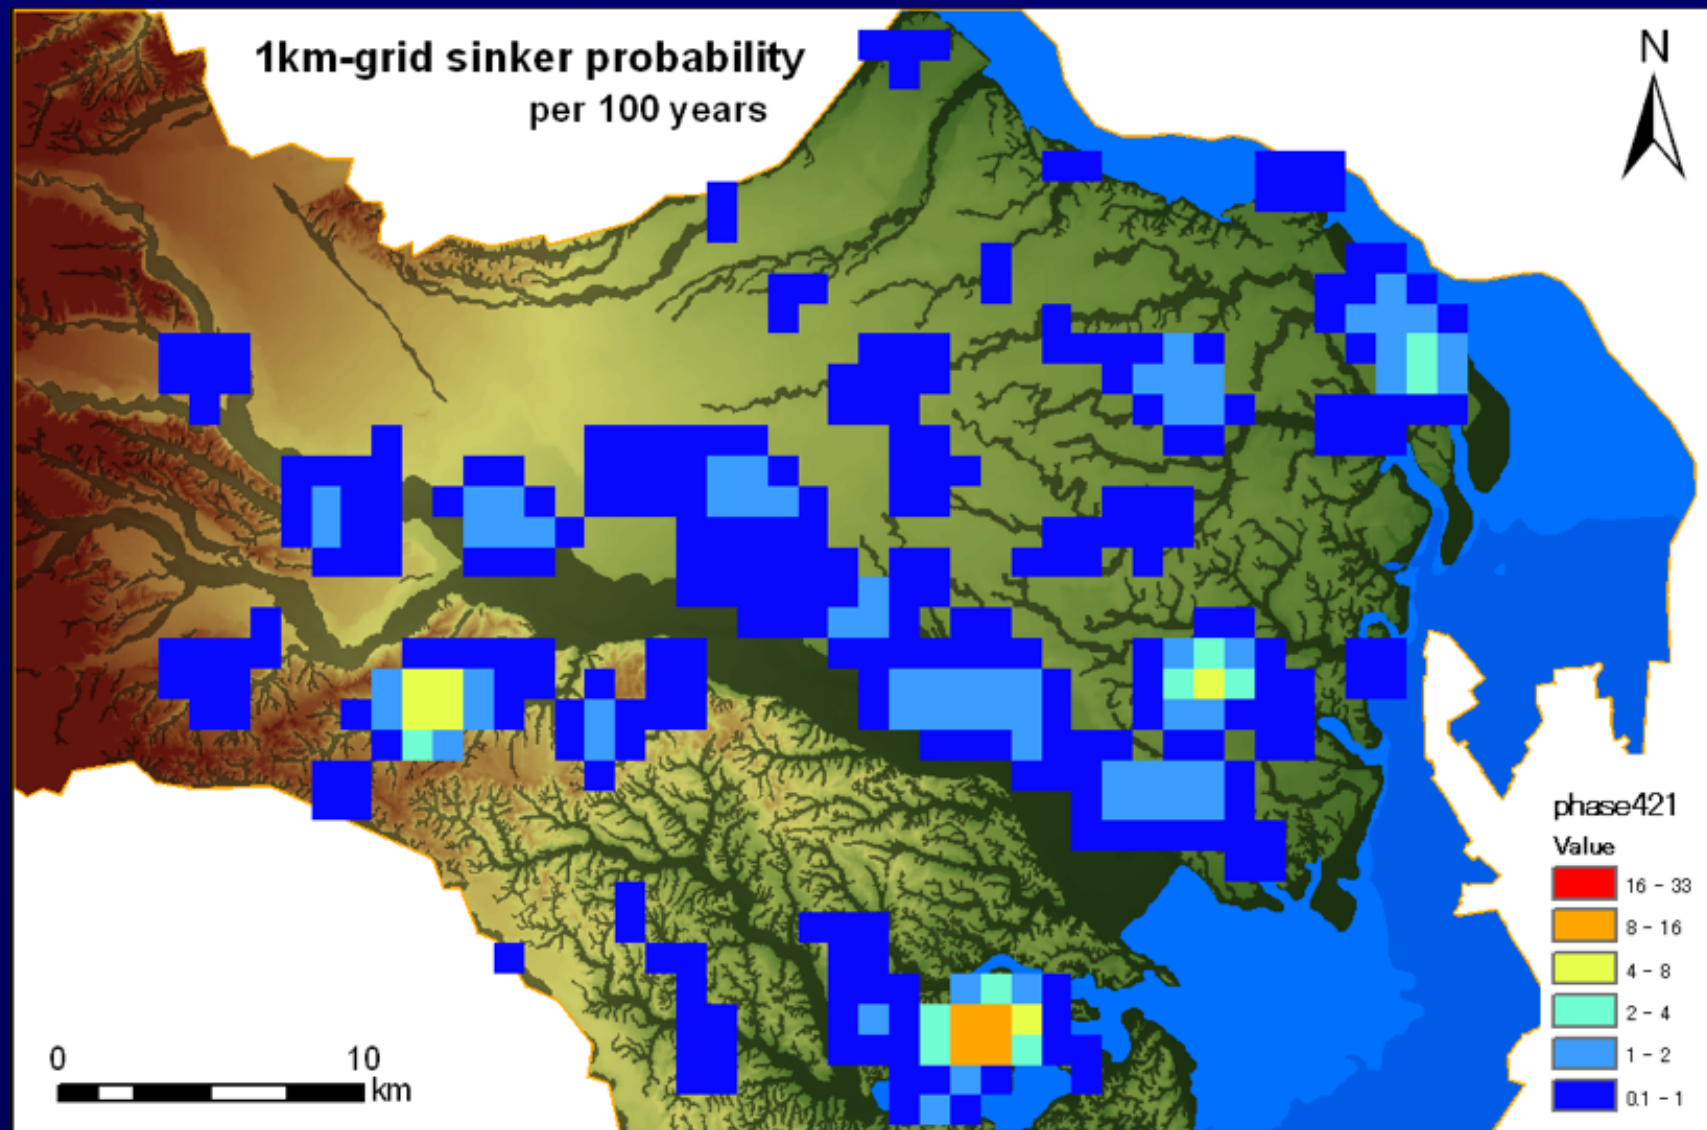 1km-grid sinker probability
per 100 years
N
phase421
Value
16 - 33
8 - 16
4 - 8
2 - 4
1 - 2
0.1 - 1
0 10
km